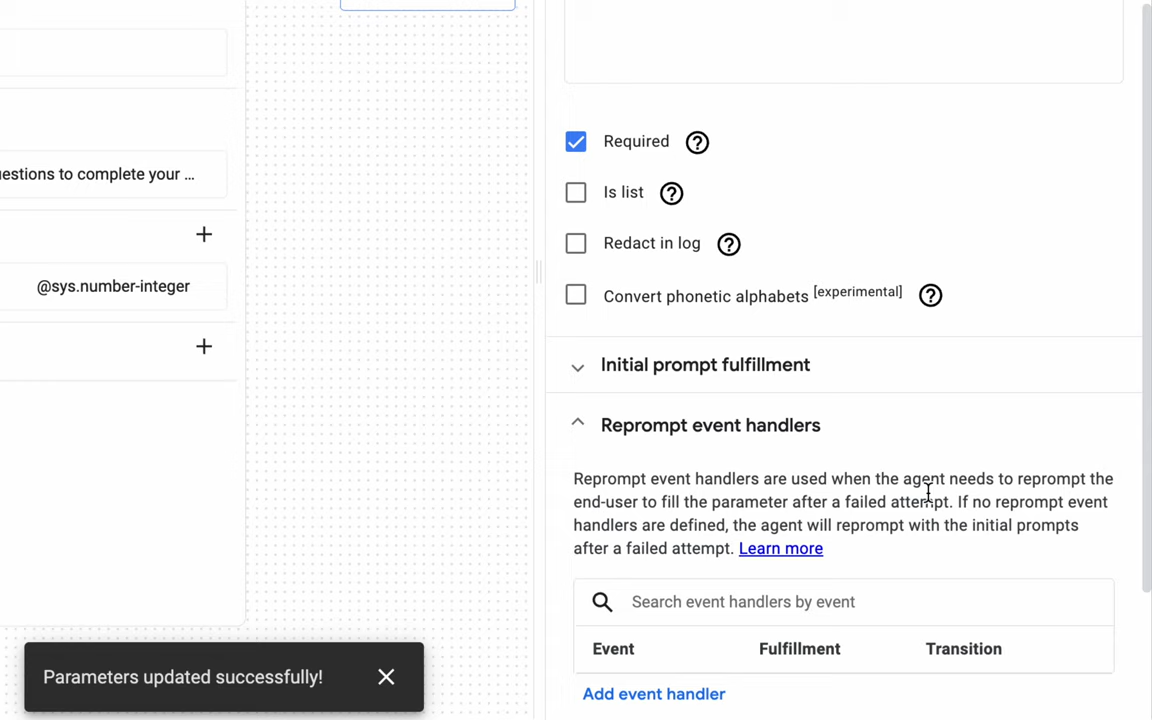 estions to complete your ...
@sys.number-integer
Parameters updated successfully!
Required
Is list
Redact in log
Convert phonetic alphabets [experimental]
Initial prompt fulfillment
Reprompt event handlers
Reprompt event handlers are used when the agent needs to reprompt the
end-user to fill the parameter after a failed attempt. If no reprompt event
handlers are defined, the agent will reprompt with the initial prompts
after a failed attempt. Learn more
Search event handlers by event
Event Fulfillment Transition
Add event handler